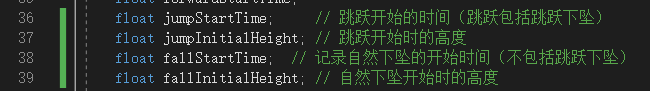 36 float jumpStartTime; // 跳跃开始的时间（跳跃包括跳跃下坠）
37 float jumpInitialHeight; // 跳跃开始时的高度
38 float fallStartTime; // 记录自然下坠的开始时间（不包括跳跃下坠）
39 float fallInitialHeight; // 自然下坠开始时的高度